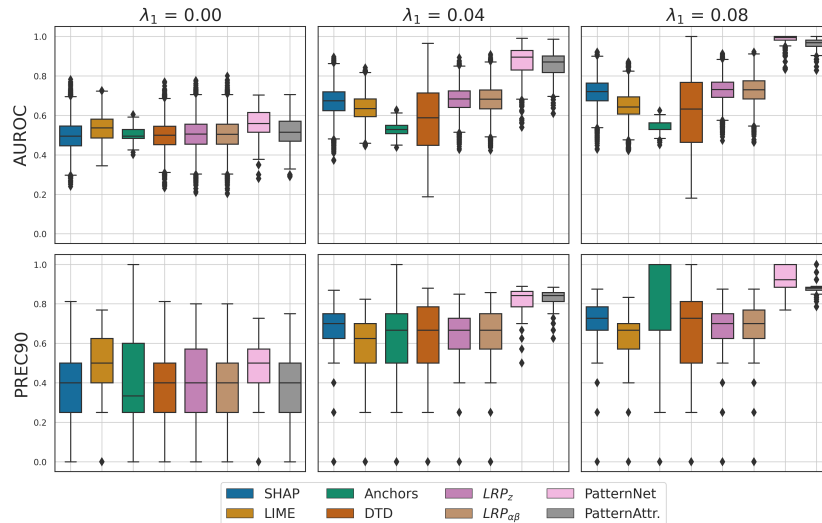 λ₁ = 0.00 λ₁ = 0.04 λ₁ = 0.08
AUROC
1.0
0.8
0.6
0.4
0.2
0.0
PREC90
1.0
0.8
0.6
0.4
0.2
0.0
SHAP Anchors LRP_z PatternNet
LIME DTD LRP_αβ PatternAttr.